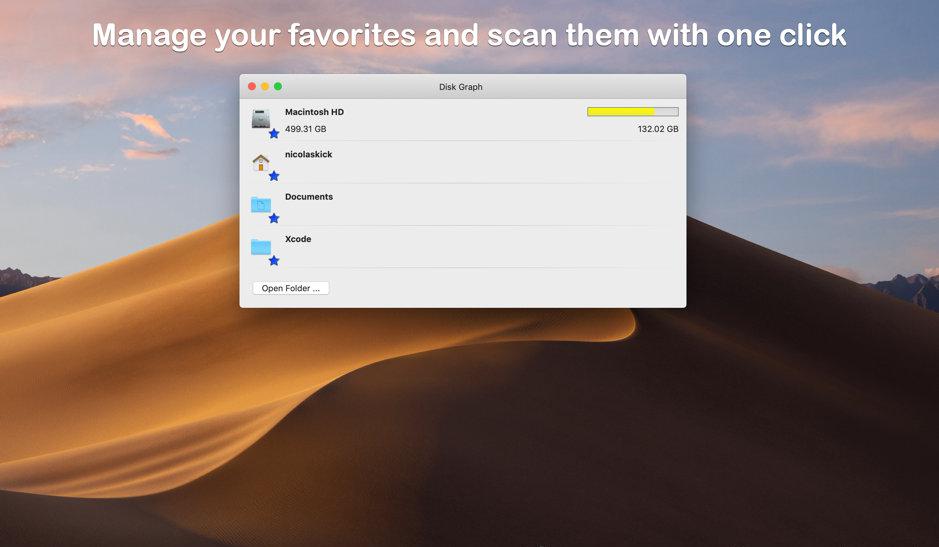 Manage your favorites and scan them with one click
Disk Graph
Macintosh HD
499.31 GB
132.02 GB
nicolaskick
Documents
Xcode
Open Folder ...